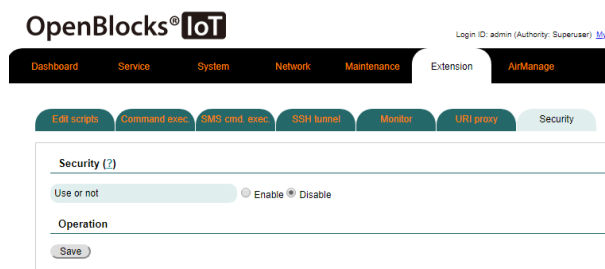 OpenBlocks® IoT
Login ID: admin (Authority: Superuser) My
Dashboard Service System Network Maintenance Extension AirManage
Edit scripts Command exec. SMS cmd. exec. SSH tunnel Monitor URI proxy Security
Security (?)
Use or not Enable Disable
Operation
Save